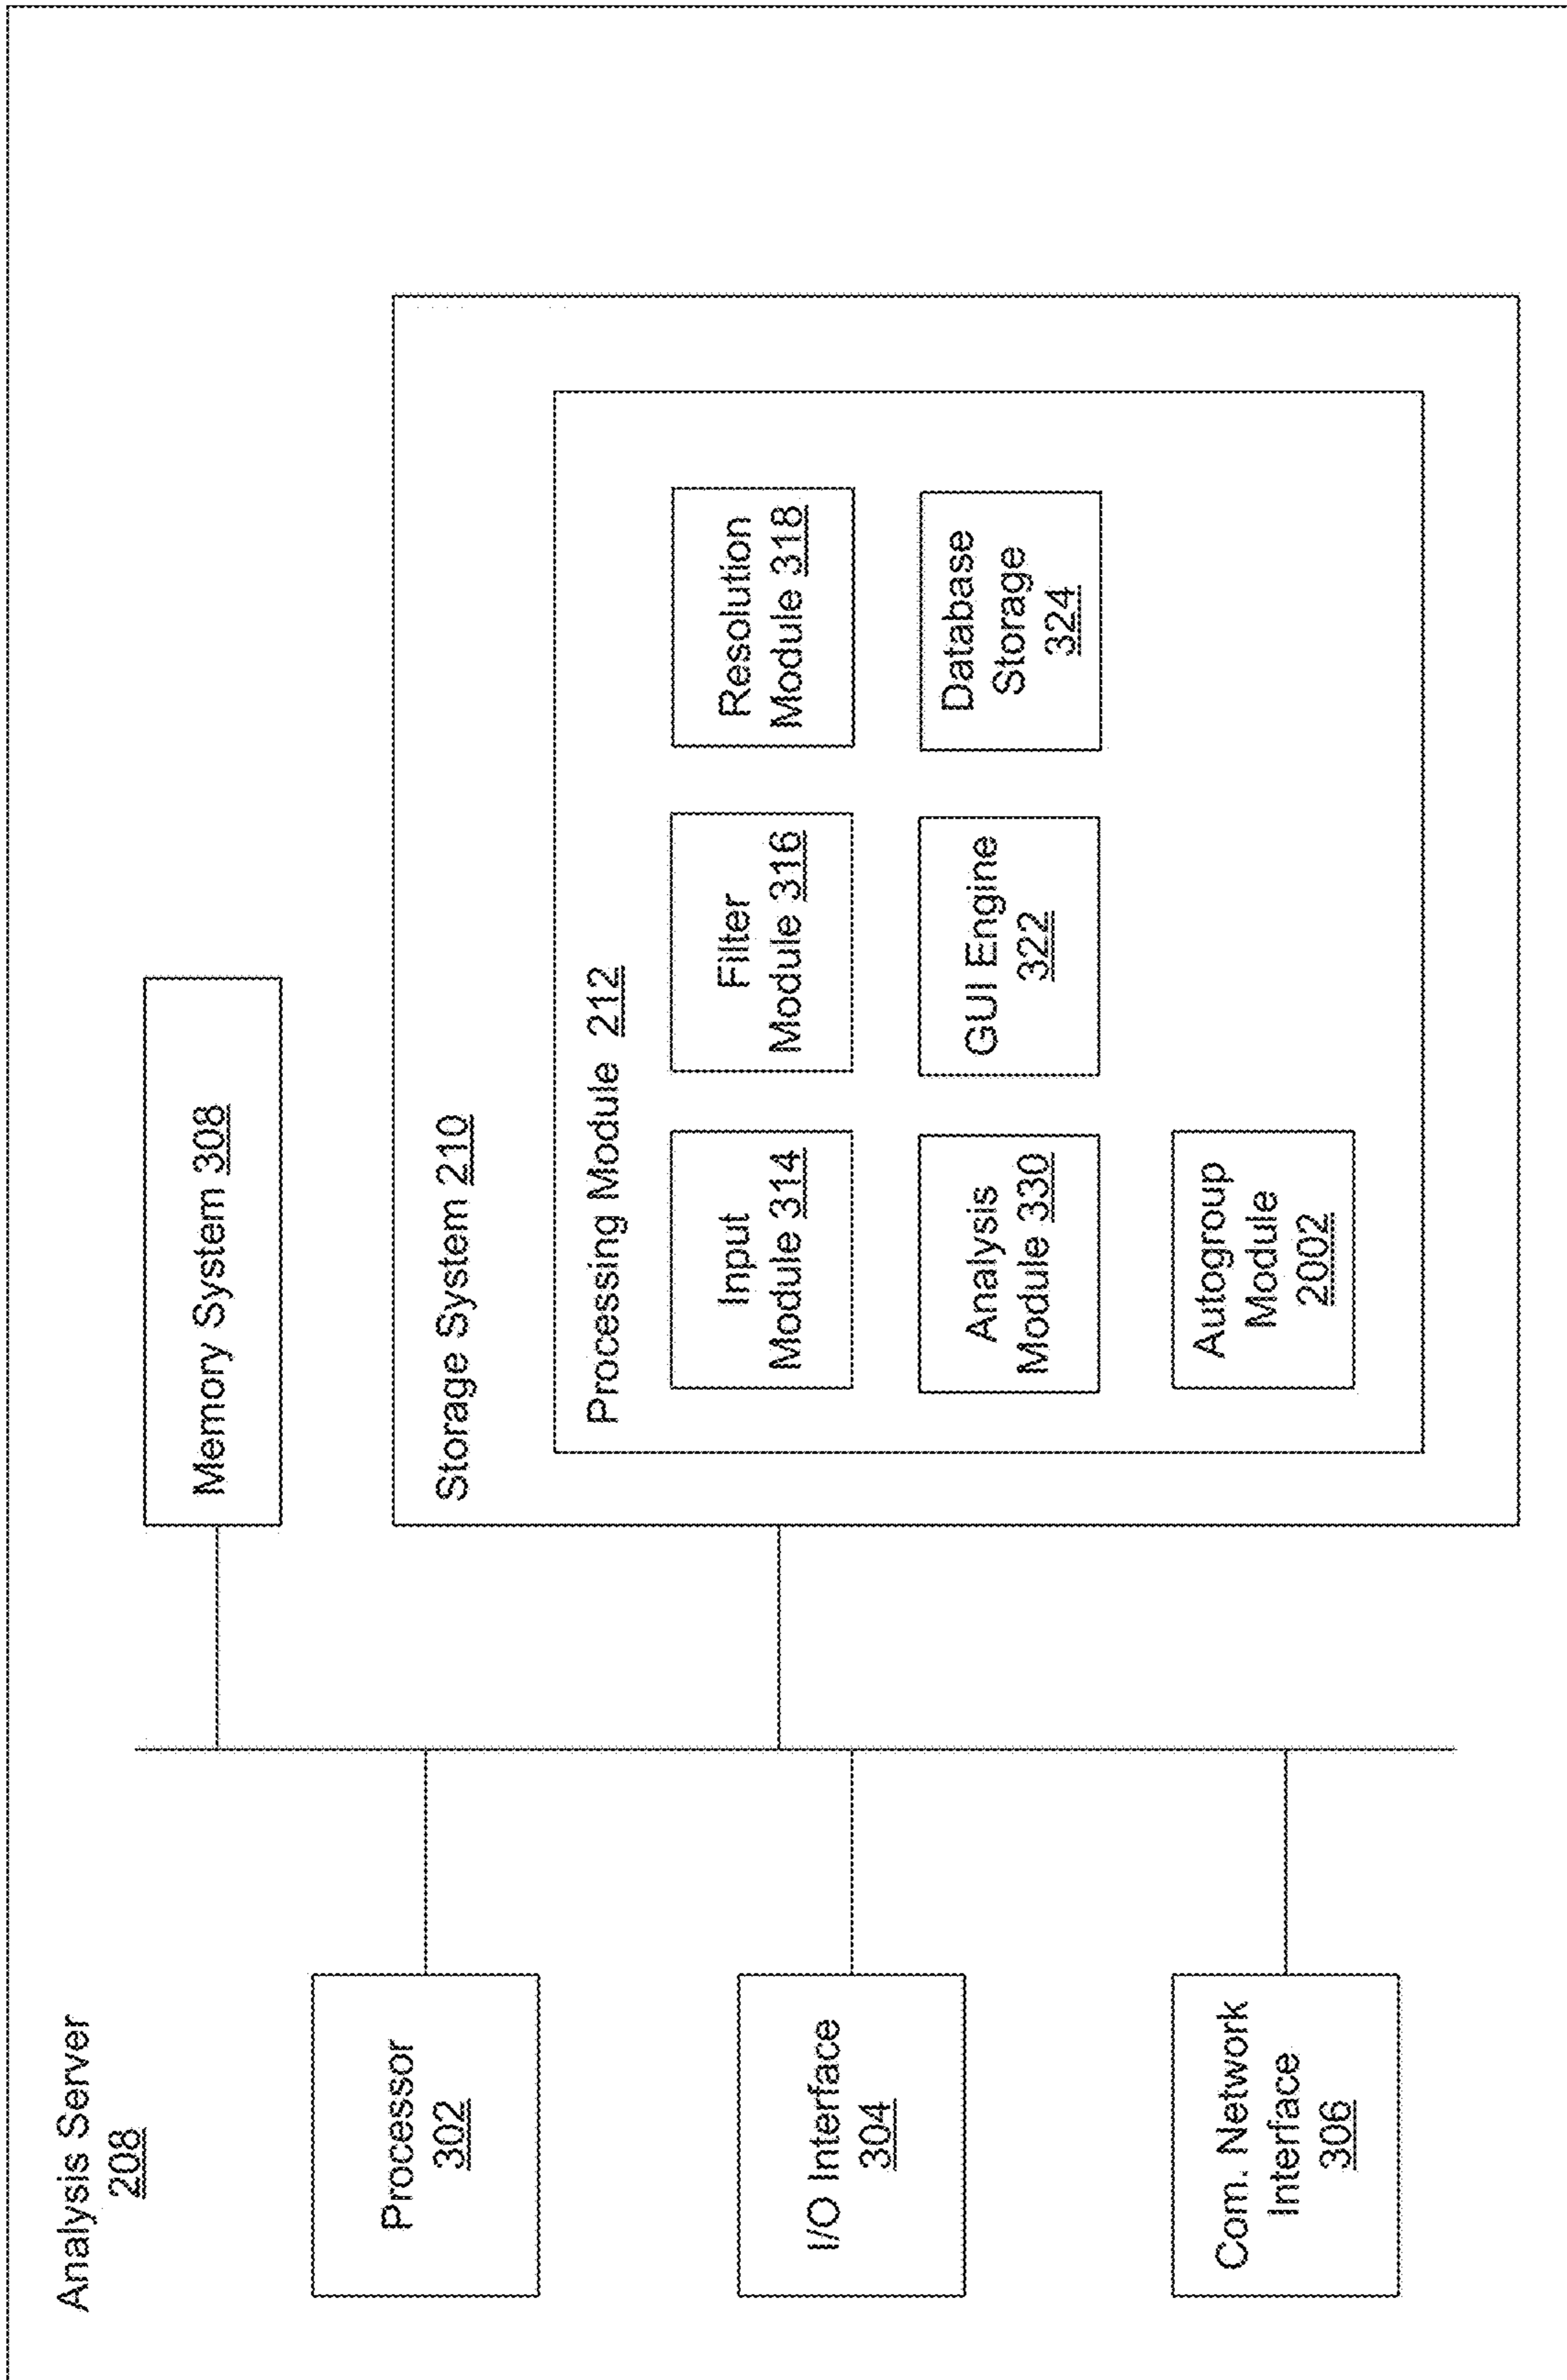 Analysis Server
208
Processor
302
I/O Interface
304
Com. Network
Interface
306
Memory System 308
Storage System 210
Processing Module 212
Input
Module 314
Filter
Module 316
Resolution
Module 318
Analysis
Module 330
GUI Engine
322
Database
Storage
324
Autogroup
Module
2002